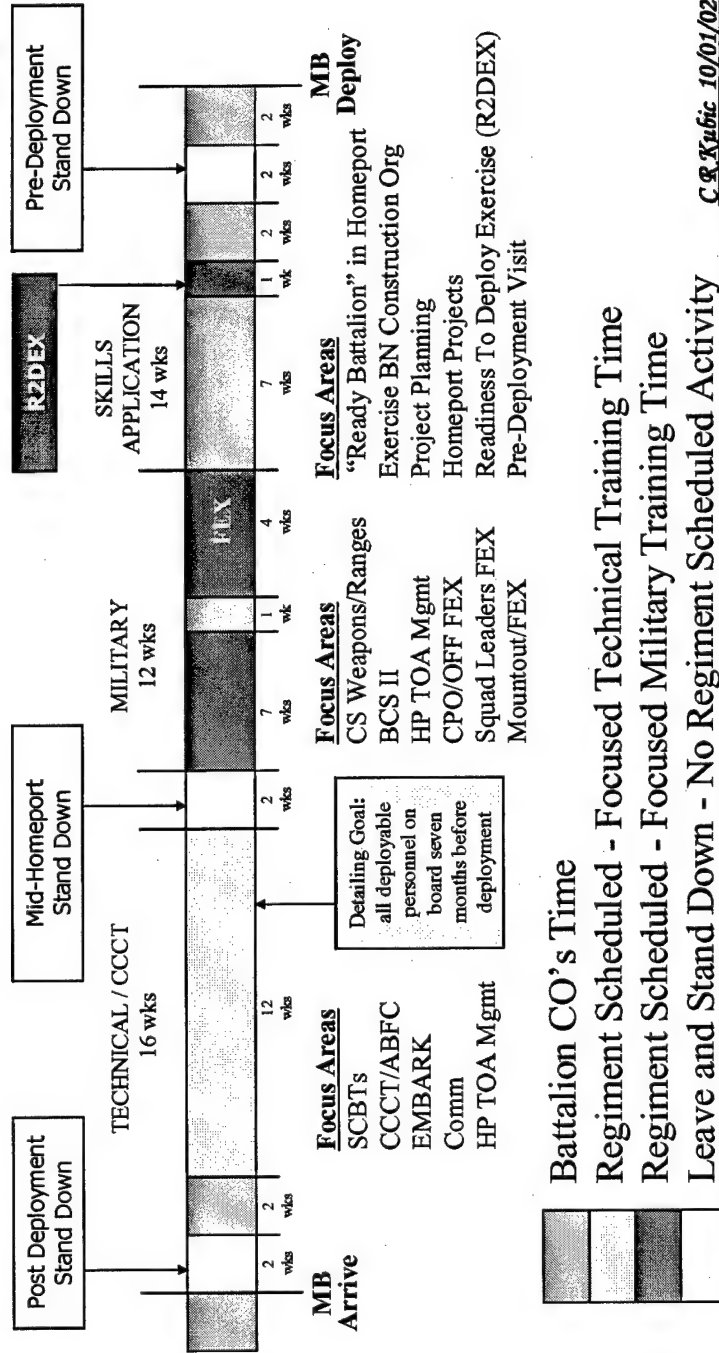 Post Deployment
Stand Down
Mid-Homeport
Stand Down
R2DEX
Pre-Deployment
Stand Down
TECHNICAL / CCCT
16 wks
MILITARY
12 wks
SKILLS
APPLICATION
14 wks
FEX
2
wks
2
wks
12
wks
2
wks
7
wks
1
wk
4
wks
7
wks
1
wk
2
wks
2
wks
2
wks
MB
Arrive
MB
Deploy
Focus Areas
SCBTs
CCCT/ABFC
EMBARK
Comm
HP TOA Mgmt
Detailing Goal:
all deployable
personnel on
board seven
months before
deployment
Focus Areas
CS Weapons/Ranges
BCS II
HP TOA Mgmt
CPO/OFF FEX
Squad Leaders FEX
Mountout/FEX
Focus Areas
“Ready Battalion” in Homeport
Exercise BN Construction Org
Project Planning
Homeport Projects
Readiness To Deploy Exercise (R2DEX)
Pre-Deployment Visit
Battalion CO’s Time
Regiment Scheduled - Focused Technical Training Time
Regiment Scheduled - Focused Military Training Time
Leave and Stand Down - No Regiment Scheduled Activity
CRKubic 10/01/02